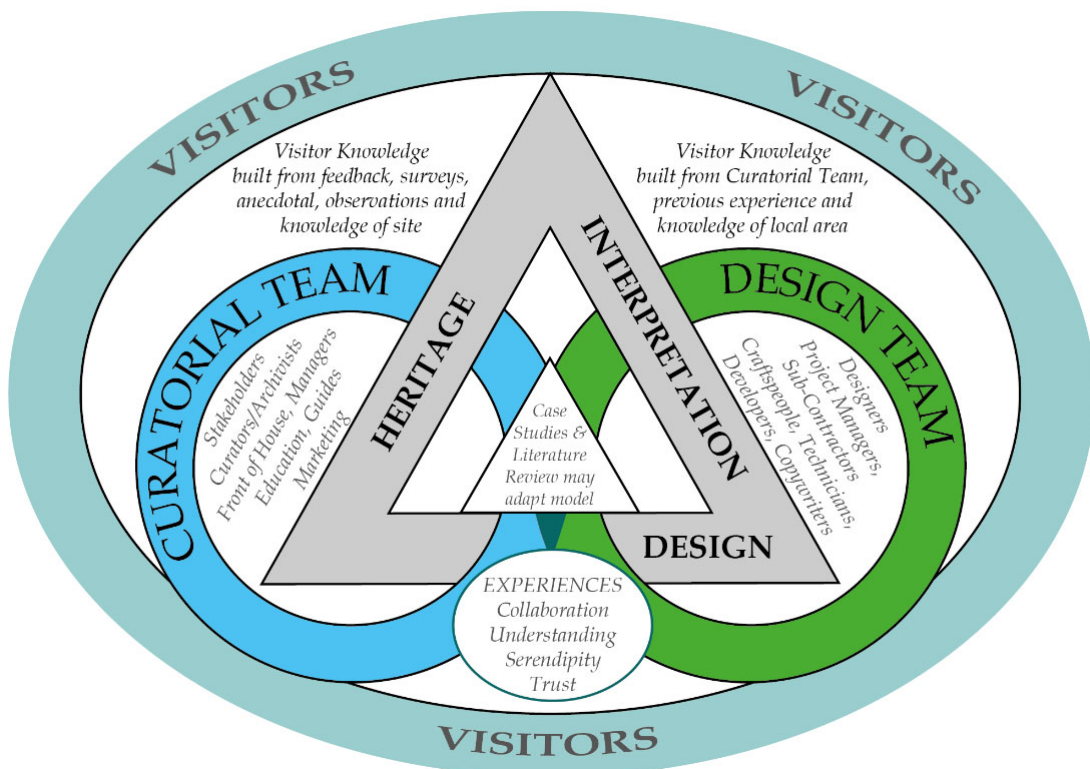 VISITORS
VISITORS
Visitor Knowledge
built from feedback, surveys,
anecdotal, observations and
knowledge of site
Visitor Knowledge
built from Curatorial Team,
previous experience and
knowledge of local area
CURATORIAL TEAM
Stakeholders
Curators/Archivists
Front of House, Managers
Education, Guides
Marketing
HERITAGE
INTERPRETATION
DESIGN
Case
Studies &
Literature
Review may
adapt model
DESIGN TEAM
Designers
Project Managers,
Sub-Contractors
Craftspeople, Technicians,
Developers, Copywriters
EXPERIENCES
Collaboration
Understanding
Serendipity
Trust
VISITORS